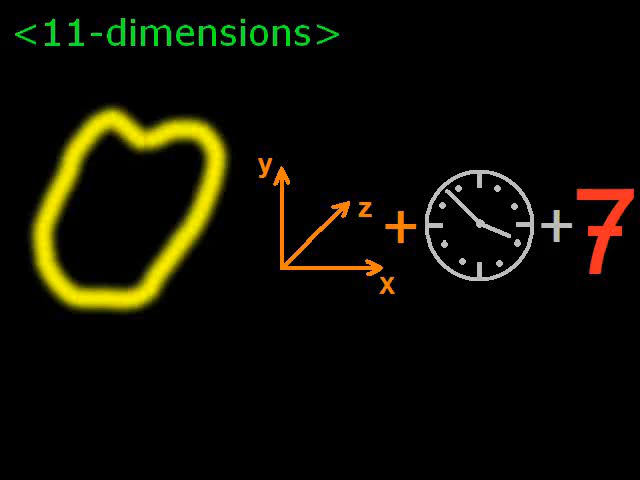 <11-dimensions>
y
z
x
+
+
7